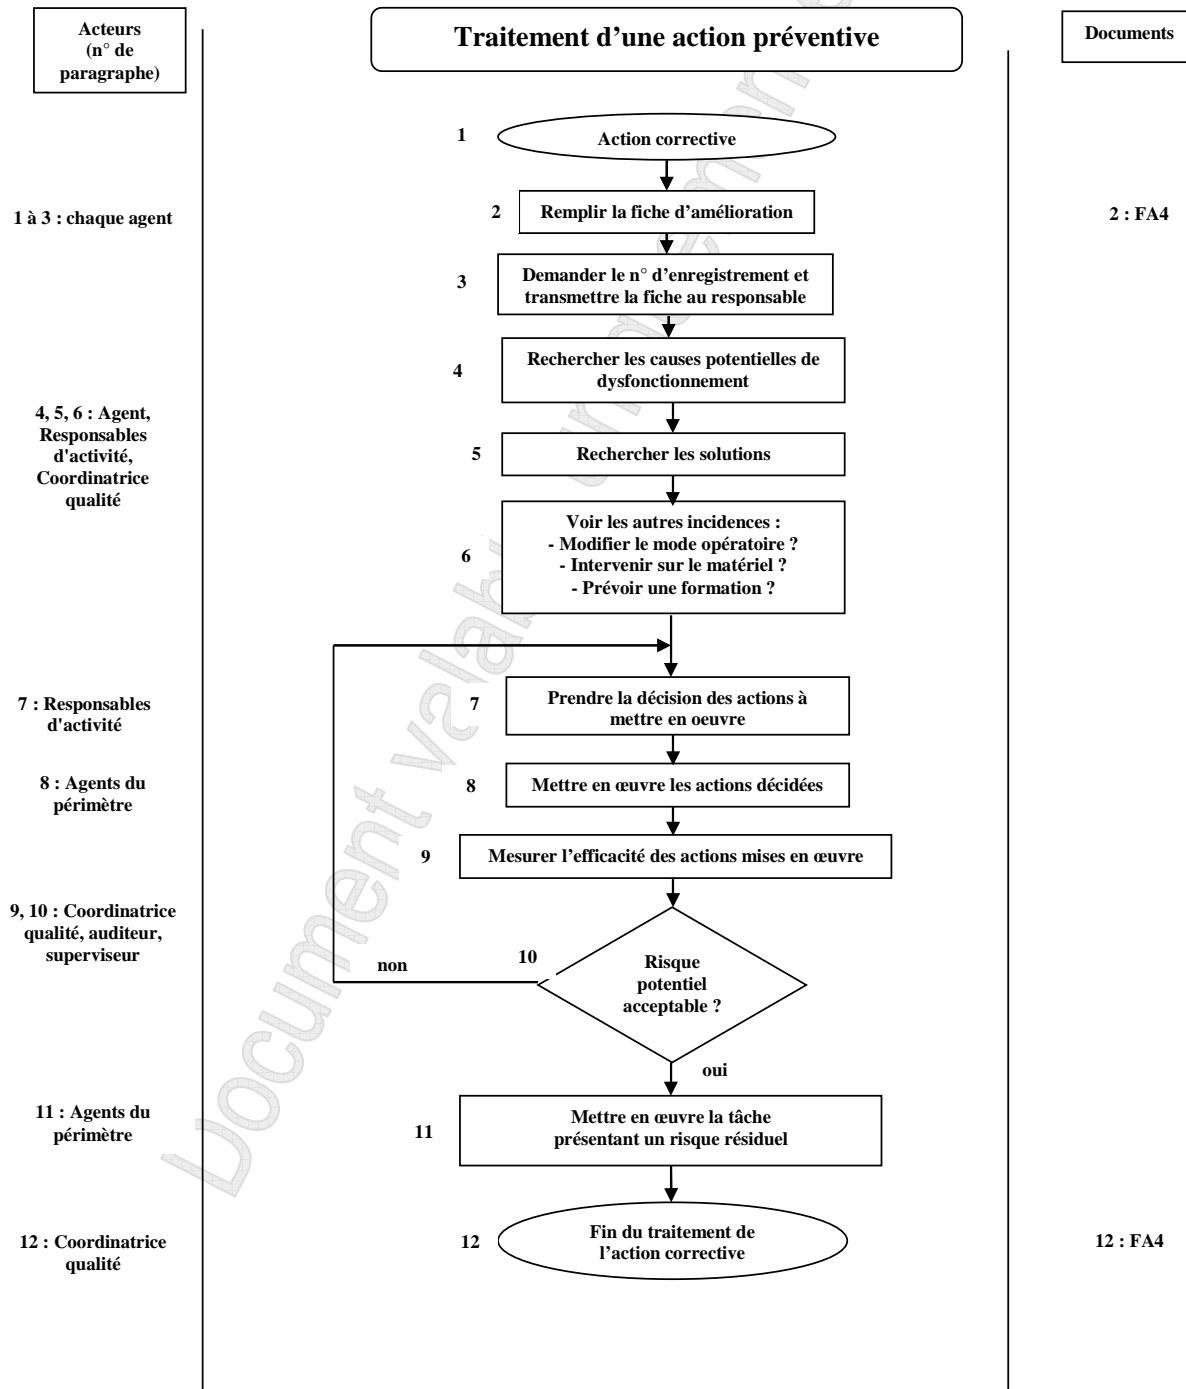 Acteurs
(n° de
paragraphe)
Traitement d'une action préventive
Documents
1
Action corrective
1 à 3 : chaque agent
2
Remplir la fiche d'amélioration
2 : FA4
3
Demander le n° d'enregistrement et
transmettre la fiche au responsable
4
Rechercher les causes potentielles de
dysfonctionnement
4, 5, 6 : Agent,
Responsables
d'activité,
Coordinatrice
qualité
5
Rechercher les solutions
6
Voir les autres incidences :
- Modifier le mode opératoire ?
- Intervenir sur le matériel ?
- Prévoir une formation ?
7 : Responsables
d'activité
7
Prendre la décision des actions à
mettre en oeuvre
8 : Agents du
périmètre
8
Mettre en œuvre les actions décidées
9
Mesurer l'efficacité des actions mises en œuvre
9, 10 : Coordinatrice
qualité, auditeur,
superviseur
non
10
Risque
potentiel
acceptable ?
oui
11 : Agents du
périmètre
11
Mettre en œuvre la tâche
présentant un risque résiduel
12 : Coordinatrice
qualité
12
Fin du traitement de
l'action corrective
12 : FA4
Document